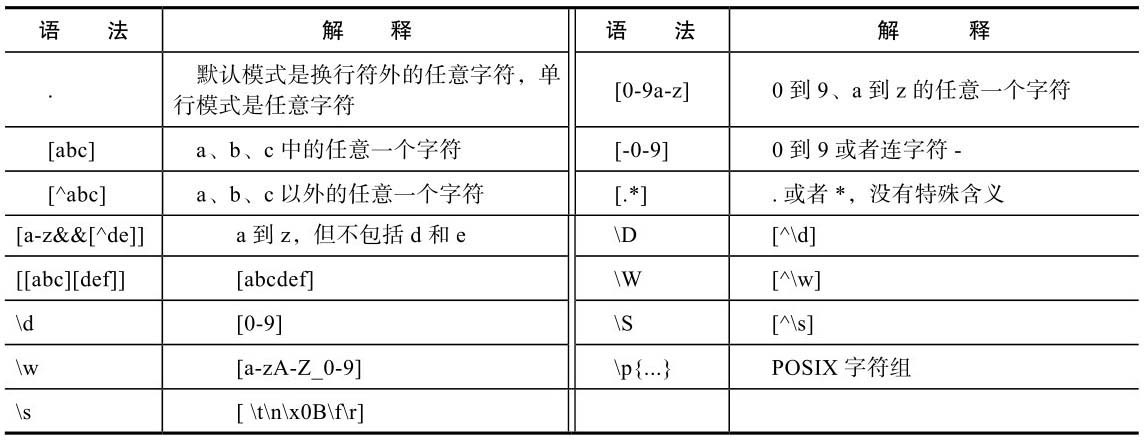 语 法 解 释 语 法 解 释
. 默认模式是换行符外的任意字符，单行模式是任意字符 [0-9a-z] 0 到 9、a 到 z 的任意一个字符
[abc] a、b、c 中的任意一个字符 [-0-9] 0 到 9 或者连字符 -
[^abc] a、b、c 以外的任意一个字符 [.*] . 或者 *，没有特殊含义
[a-z&&[^de]] a 到 z，但不包括 d 和 e \D [^\d]
[[abc][def]] [abcdef] \W [^\w]
\d [0-9] \S [^\s]
\w [a-zA-Z_0-9] \p{...} POSIX 字符组
\s [ \t\n\x0B\f\r]